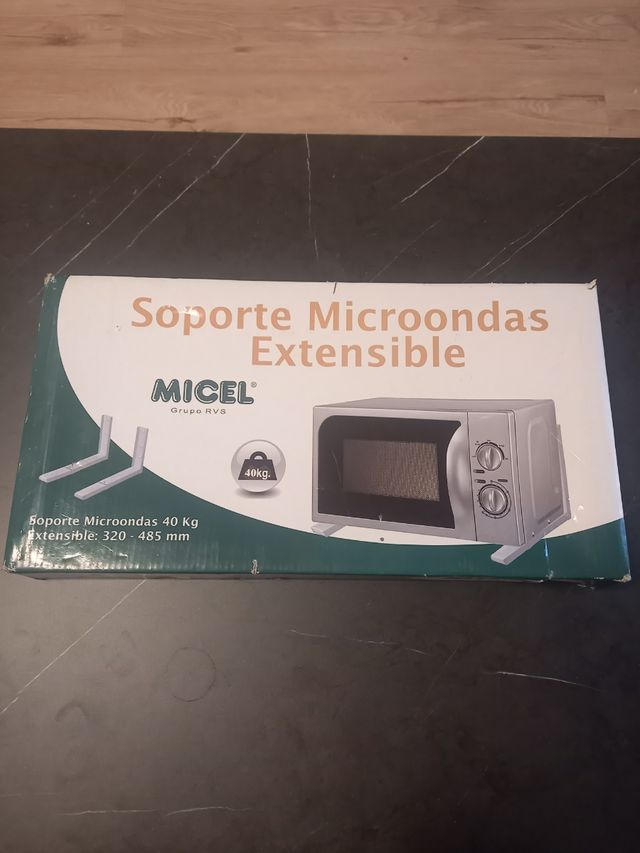 Soporte Microondas
Extensible
MICEL®
Grupo RVS
40kg.
Soporte Microondas 40 Kg
Extensible: 320 - 485 mm